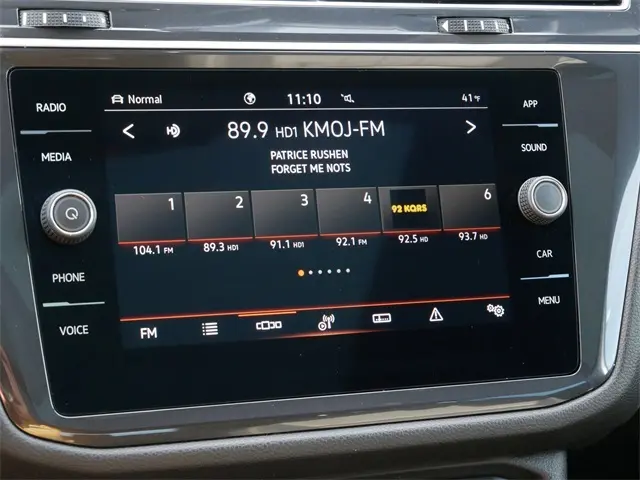 RADIO
MEDIA
PHONE
VOICE
Normal
11:10
41°F
HD
89.9 HD1 KMOJ-FM
PATRICE RUSHEN
FORGET ME NOTS
1 2 3 4 92 KQRS 6
104.1 FM 89.3 HD1 91.1 HD1 92.1 FM 92.5 HD 93.7 HD
FM
APP
SOUND
CAR
MENU